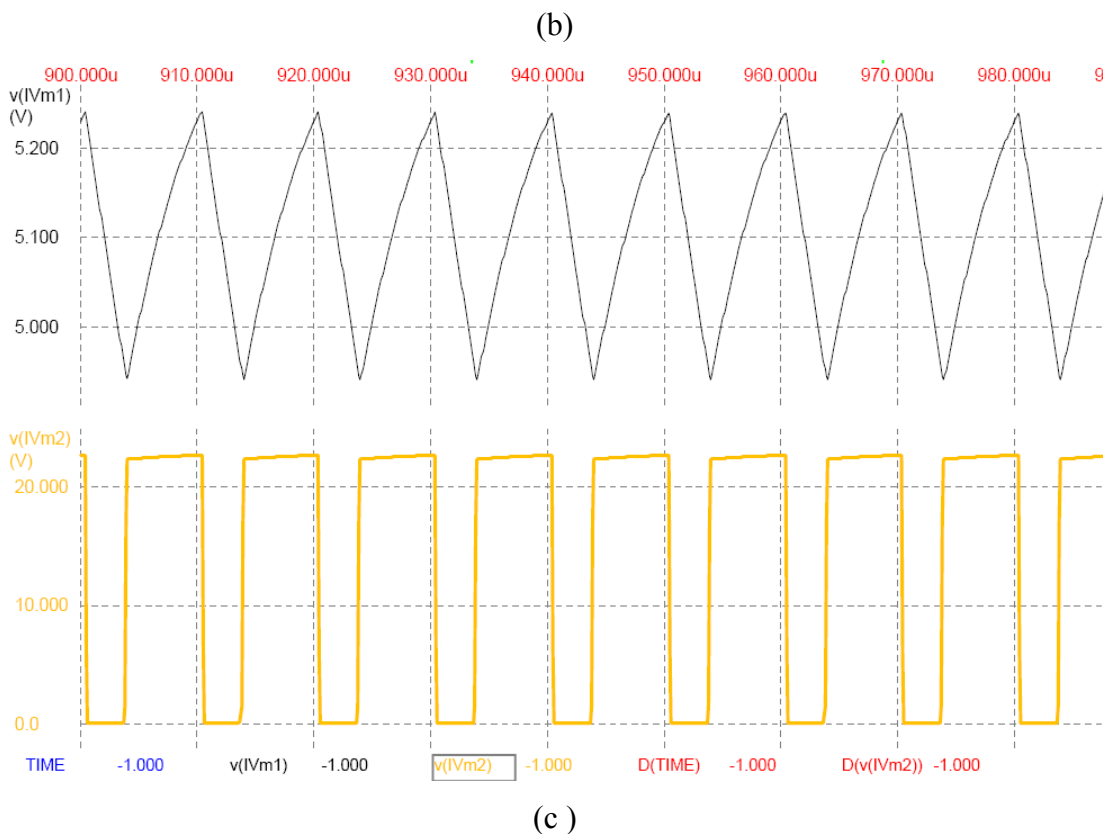 (b)
900.000u 910.000u 920.000u 930.000u 940.000u 950.000u 960.000u 970.000u 980.000u 9
v(IVm1)
(V)
5.200
5.100
5.000
v(IVm2)
(V)
20.000
10.000
0.0
TIME -1.000 v(IVm1) -1.000 v(IVm2) -1.000 D(TIME) -1.000 D(v(IVm2)) -1.000
(c )